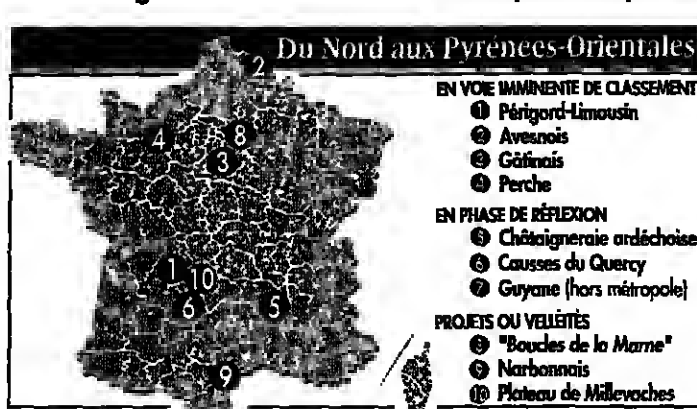 Du Nord aux Pyrénées-Orientales
EN VOIE IMMINENTE DE CLASSEMENT
1 Périgord-Limousin
2 Avesnois
3 Gâtinais
4 Perche
EN PHASE DE RÉFLEXION
5 Châtaigneraie ardéchoise
6 Causses du Quercy
7 Guyane (hors métropole)
PROJETS OU VELLÉITÉS
8 "Boucles de la Marne"
9 Narbonnais
10 Plateau de Millevaches
2
4
8
3
1
10
6
5
9